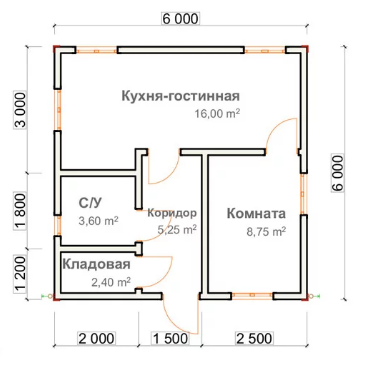 6 000
3 000
Кухня-гостинная
16,00 m²
6 000
1 800
С/У
3,60 m²
Коридор
5,25 m²
Комната
8,75 m²
1 200
Кладовая
2,40 m²
2 000
1 500
2 500